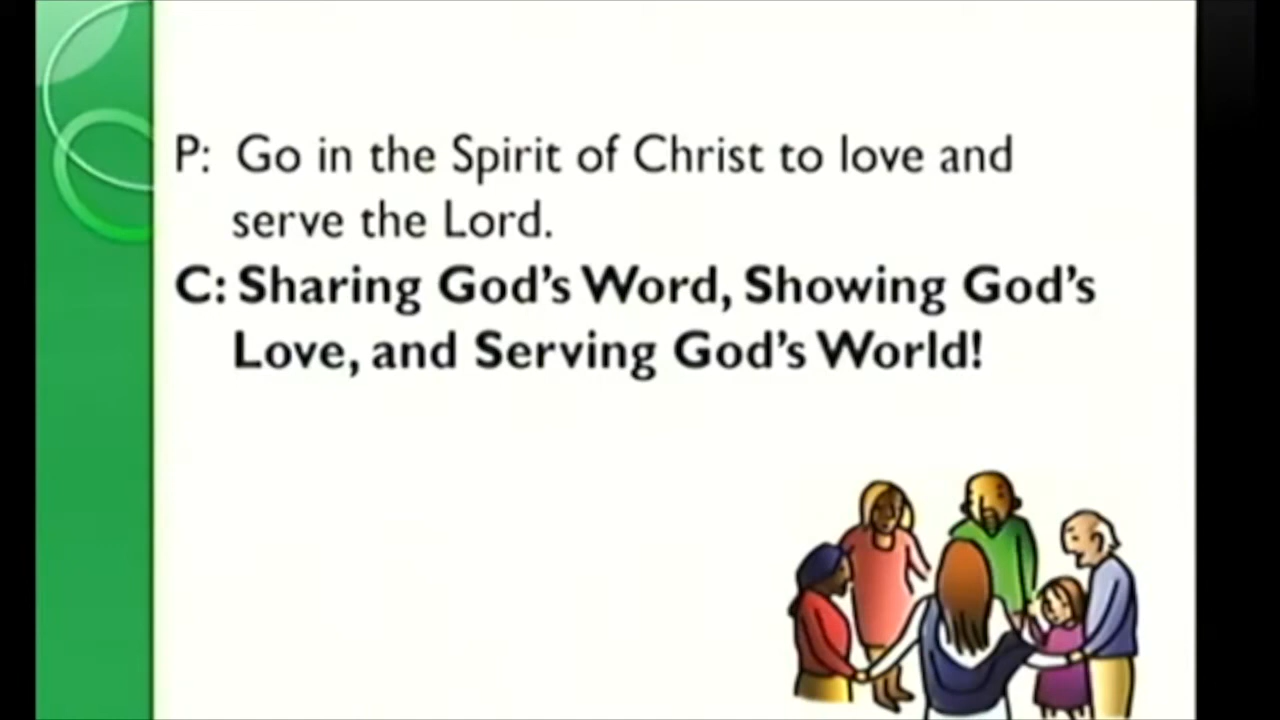 P: Go in the Spirit of Christ to love and
serve the Lord.
C: Sharing God’s Word, Showing God’s
Love, and Serving God’s World!